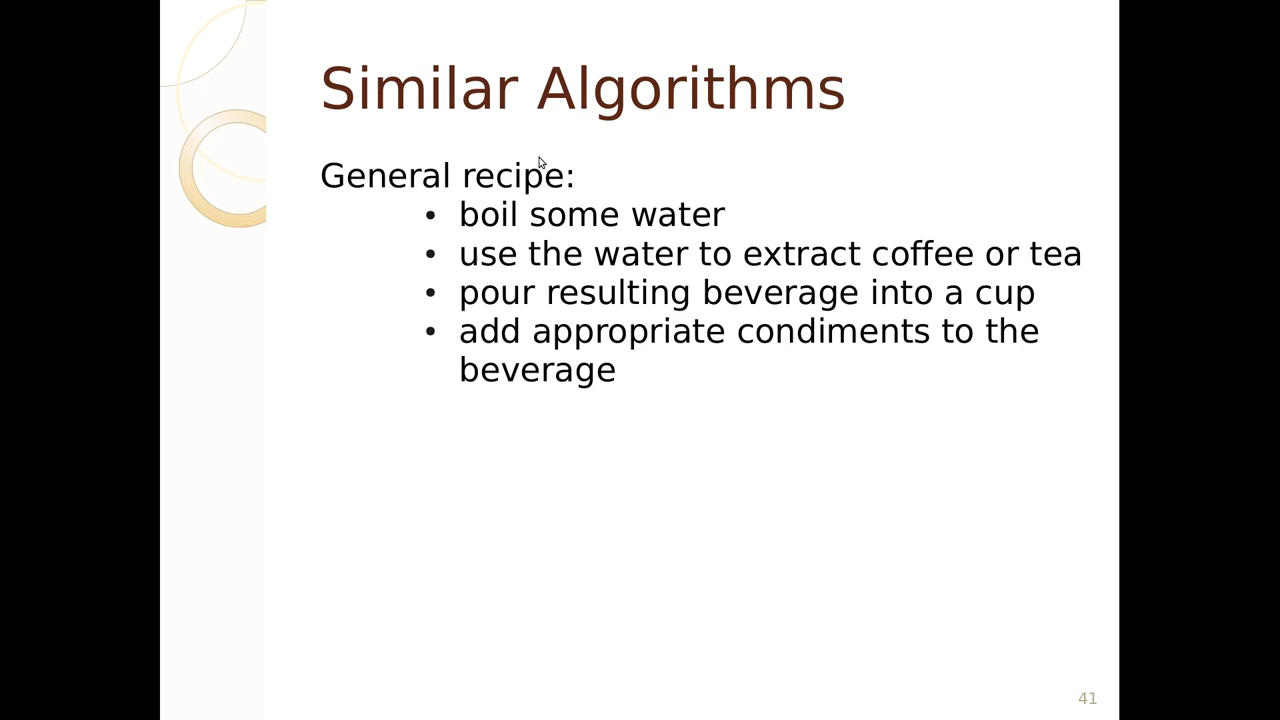 Similar Algorithms
General recipe:
• boil some water
• use the water to extract coffee or tea
• pour resulting beverage into a cup
• add appropriate condiments to the
beverage
41